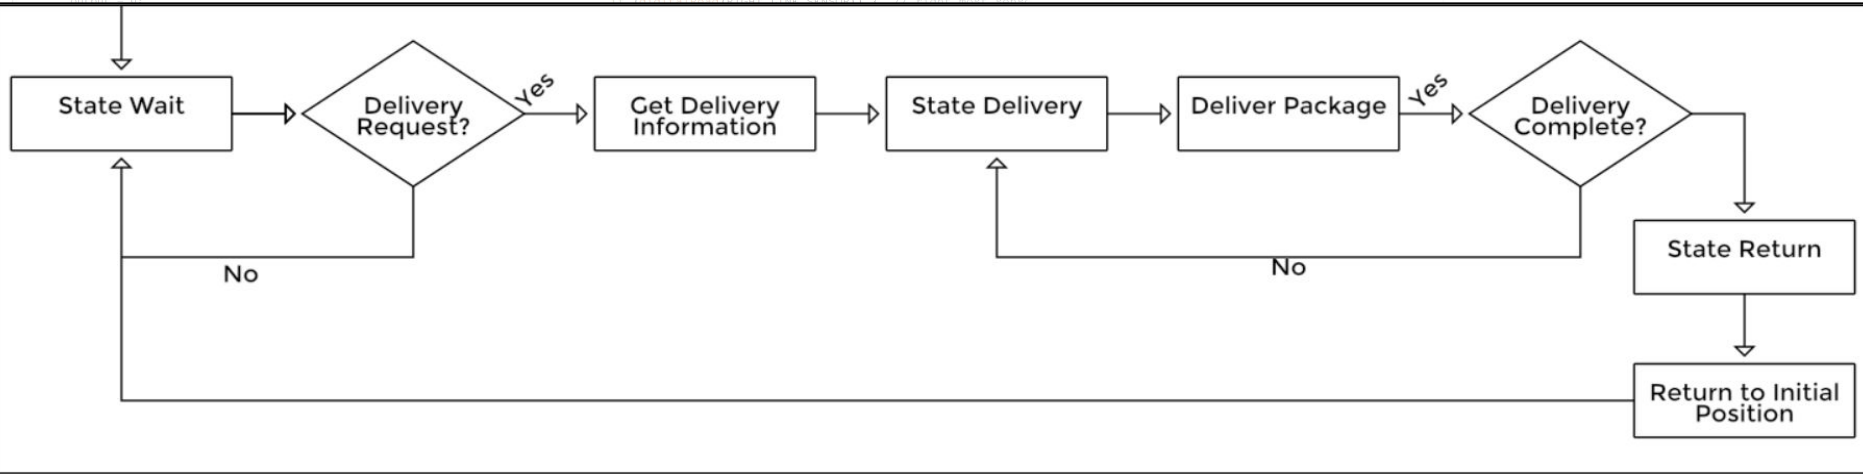 State Wait
Delivery
Request?
Yes
Get Delivery
Information
State Delivery
Deliver Package
Yes
Delivery
Complete?
No
No
State Return
Return to Initial
Position